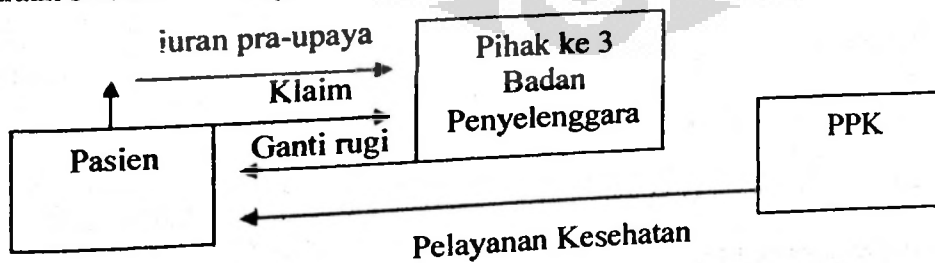 iuran pra-upaya
Pihak ke 3
Badan
Penyelenggara
Klaim
Ganti rugi
Pasien
PPK
Pelayanan Kesehatan